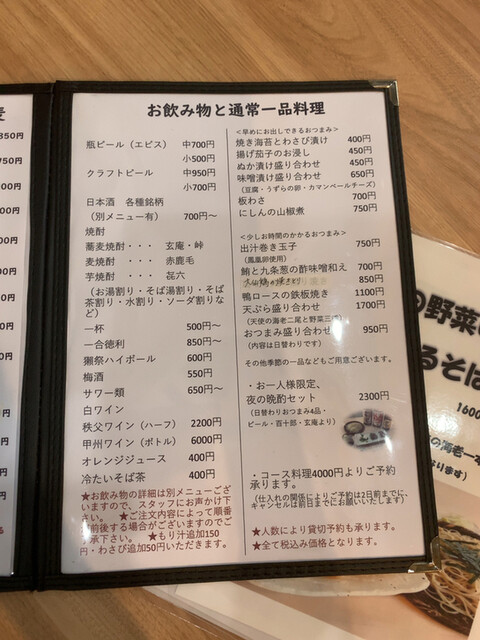 お飲み物と通常一品料理
瓶ビール（エビス） 中700円
小500円
クラフトビール 中950円
小700円
日本酒 各種銘柄
（別メニュー有） 700円〜
焼酎
蕎麦焼酎・・・ 玄庵・峠
麦焼酎・・・ 赤鹿毛
芋焼酎・・・ 㐂六
（お湯割り・そば湯割り・そば
茶割り・水割り・ソーダ割りな
ど）
一杯 500円〜
一合徳利 850円〜
獺祭ハイボール 600円
梅酒 550円
サワー類 650円〜
白ワイン
秩父ワイン（ハーフ） 2200円
甲州ワイン（ボトル） 6000円
オレンジジュース 400円
冷たいそば茶 400円
★お飲み物の詳細は別メニューござ
いますので、スタッフにお声かけ下
さい。 ★ご注文内容によって順番
が前後する場合がございますのでご
了承下さい。 ★もり汁追加150
円・わさび追加50円いただきます。
＜早めにお出しできるおつまみ＞
焼き海苔とわさび漬け 400円
揚げ茄子のお浸し 450円
ぬか漬け盛り合わせ 450円
味噌漬け盛り合わせ 650円
（豆腐・うずらの卵・カマンベールチーズ）
板わさ 700円
にしんの山椒煮 750円
＜少しお時間のかかるおつまみ＞
出汁巻き玉子 750円
（鳳凰卵使用）
鮪と九条葱の酢味噌和え 700円
850円
鴨ロースの鉄板焼き 1100円
天ぷら盛り合わせ 1700円
（天使の海老二尾と野菜三種）
おつまみ盛り合わせ 950円
（内容は日替わりです）
その他季節の一品などもご用意ございます。
・お一人様限定、
夜の晩酌セット 2300円
（日替わりおつまみ4品・
ビール・百十郎・玄庵より）
・コース料理4000円よりご予約
承ります。
（仕入れの関係によりご予約は2日前までに、
キャンセルは前日までにお願いいたします）
★人数により貸切予約も承ります。
★全て税込み価格となります。
麦
850円
750円
の野菜
るそば
1600
の海老一本
ります）